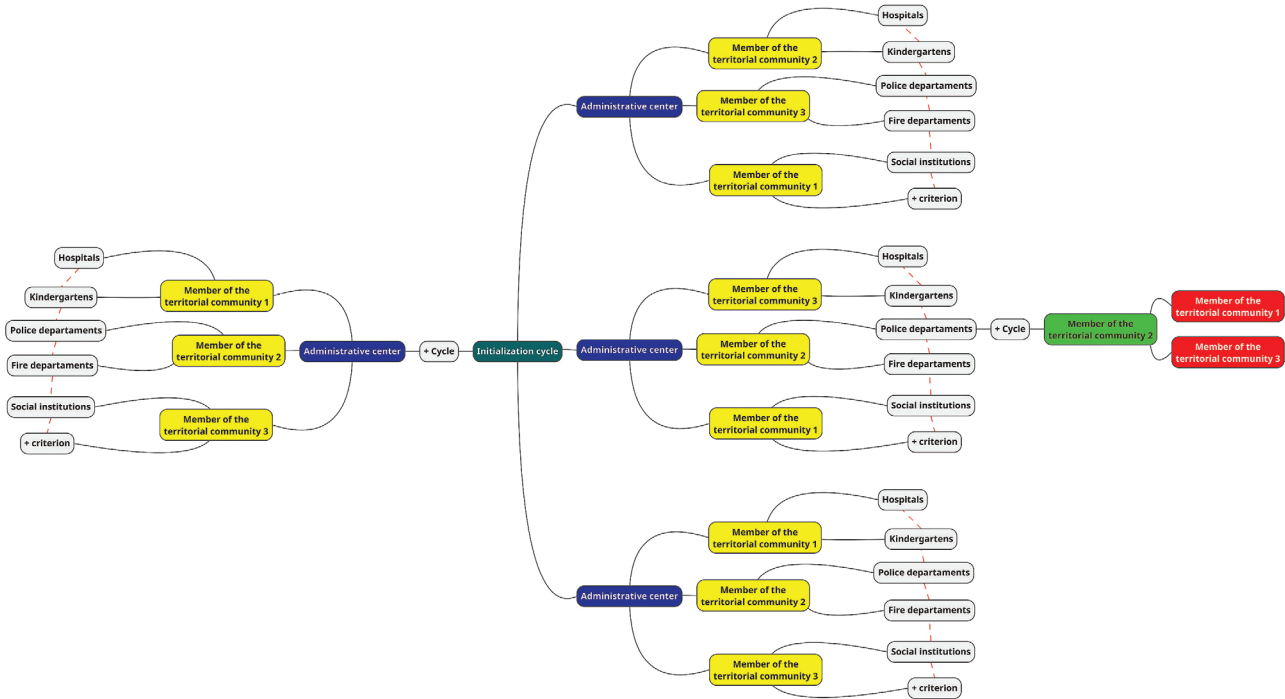 Hospitals
Kindergartens
Police departaments
Fire departaments
Social institutions
+ criterion
Member of the
territorial community 1
Member of the
territorial community 2
Member of the
territorial community 3
Administrative center
+ Cycle
Initialization cycle
Administrative center
Member of the
territorial community 2
Member of the
territorial community 3
Member of the
territorial community 1
Hospitals
Kindergartens
Police departaments
Fire departaments
Social institutions
+ criterion
Administrative center
Member of the
territorial community 3
Member of the
territorial community 2
Member of the
territorial community 1
Hospitals
Kindergartens
Police departaments
Fire departaments
Social institutions
+ criterion
+ Cycle
Member of the
territorial community 2
Member of the
territorial community 1
Member of the
territorial community 3
Administrative center
Member of the
territorial community 1
Member of the
territorial community 2
Member of the
territorial community 3
Hospitals
Kindergartens
Police departaments
Fire departaments
Social institutions
+ criterion